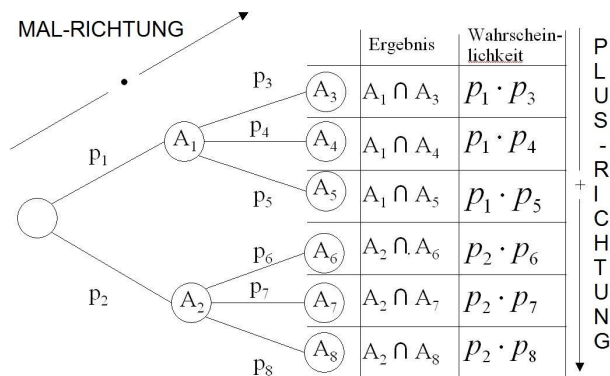 MAL-RICHTUNG
Ergebnis
Wahrschein-
lichkeit
p₃ A₃ A₁ ⋂ A₃ p₁ · p₃
p₁ A₁ p₄ A₄ A₁ ⋂ A₄ p₁ · p₄
p₅ A₅ A₁ ⋂ A₅ p₁ · p₅
p₆ A₆ A₂ ⋂ A₆ p₂ · p₆
p₂ A₂ p₇ A₇ A₂ ⋂ A₇ p₂ · p₇
p₈ A₈ A₂ ⋂ A₈ p₂ · p₈
+
PLUS-RICHTUNG